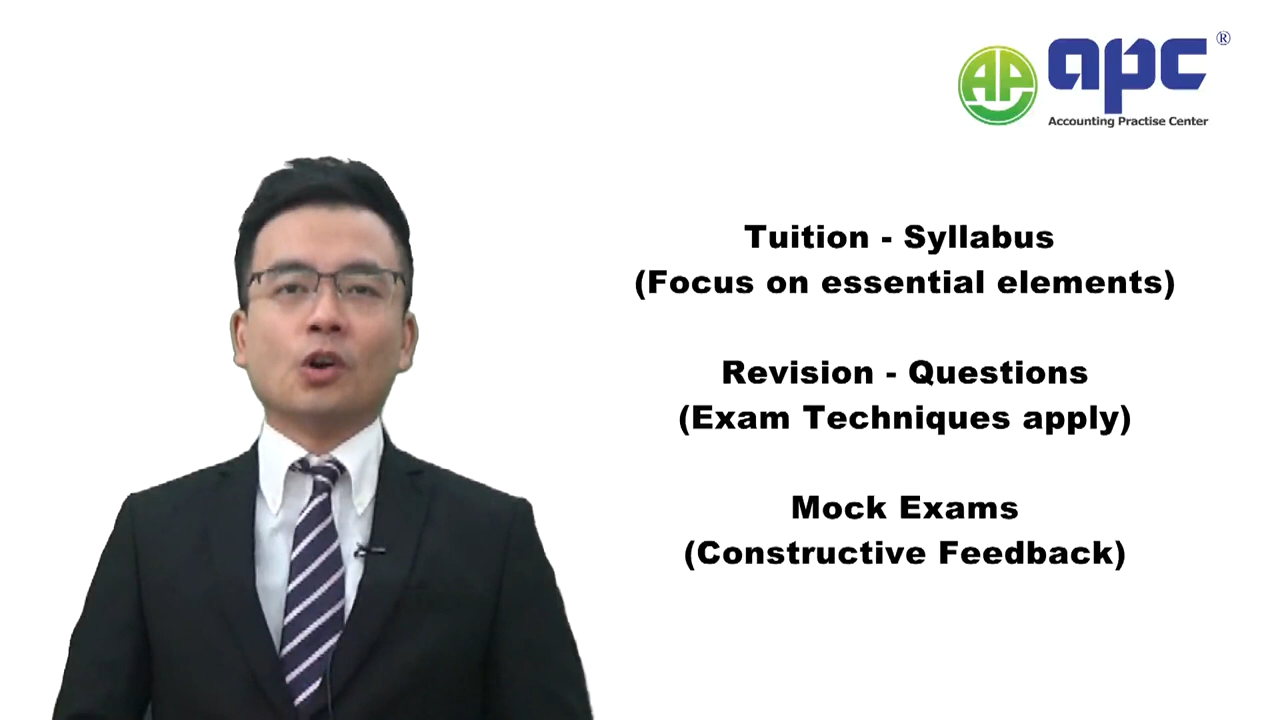 AP
apc®
Accounting Practise Center
Tuition - Syllabus
(Focus on essential elements)
Revision - Questions
(Exam Techniques apply)
Mock Exams
(Constructive Feedback)